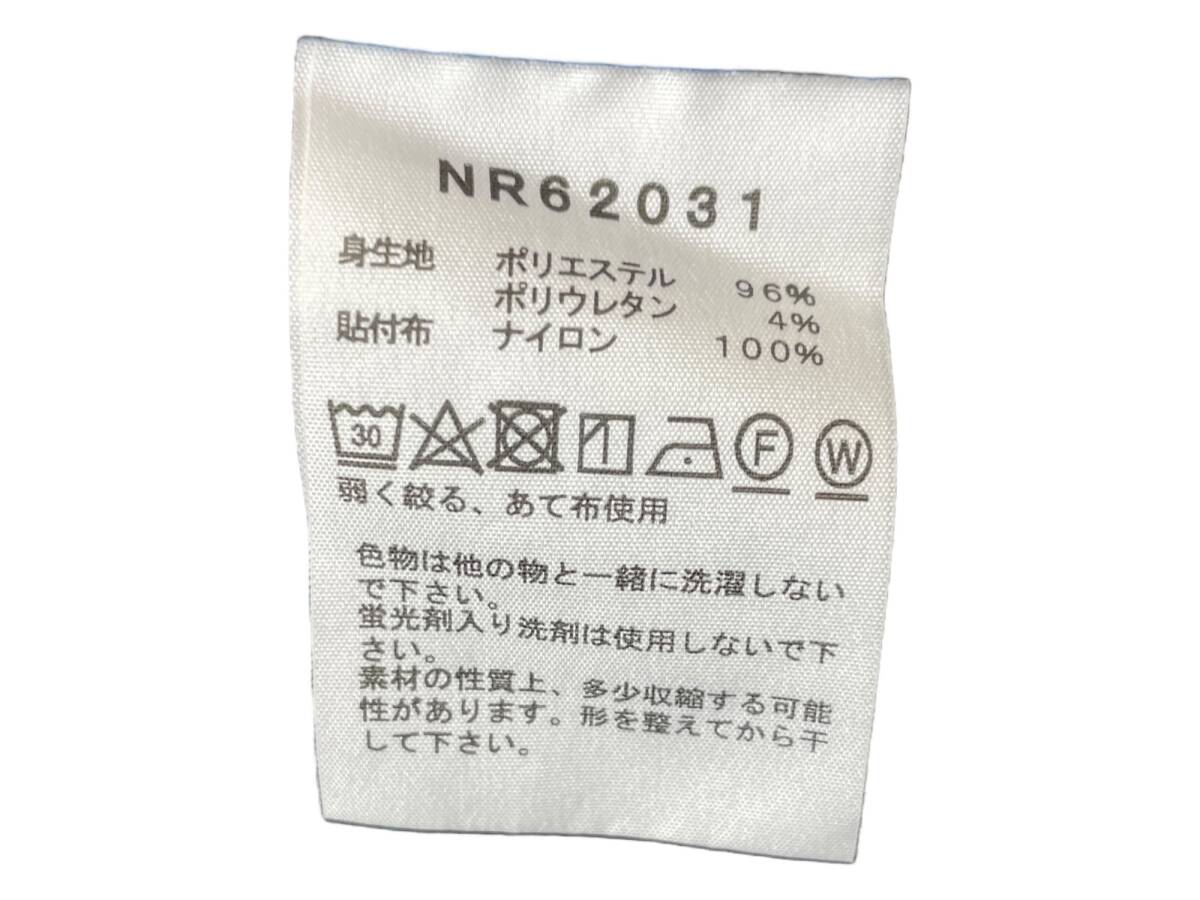 NR62031
身生地 ポリエステル 96%
ポリウレタン 4%
貼付布 ナイロン 100%
30 F W
弱く絞る、あて布使用
色物は他の物と一緒に洗濯しない
で下さい。
蛍光剤入り洗剤は使用しないで下
さい。
素材の性質上、多少収縮する可能
性があります。形を整えてから干
して下さい。